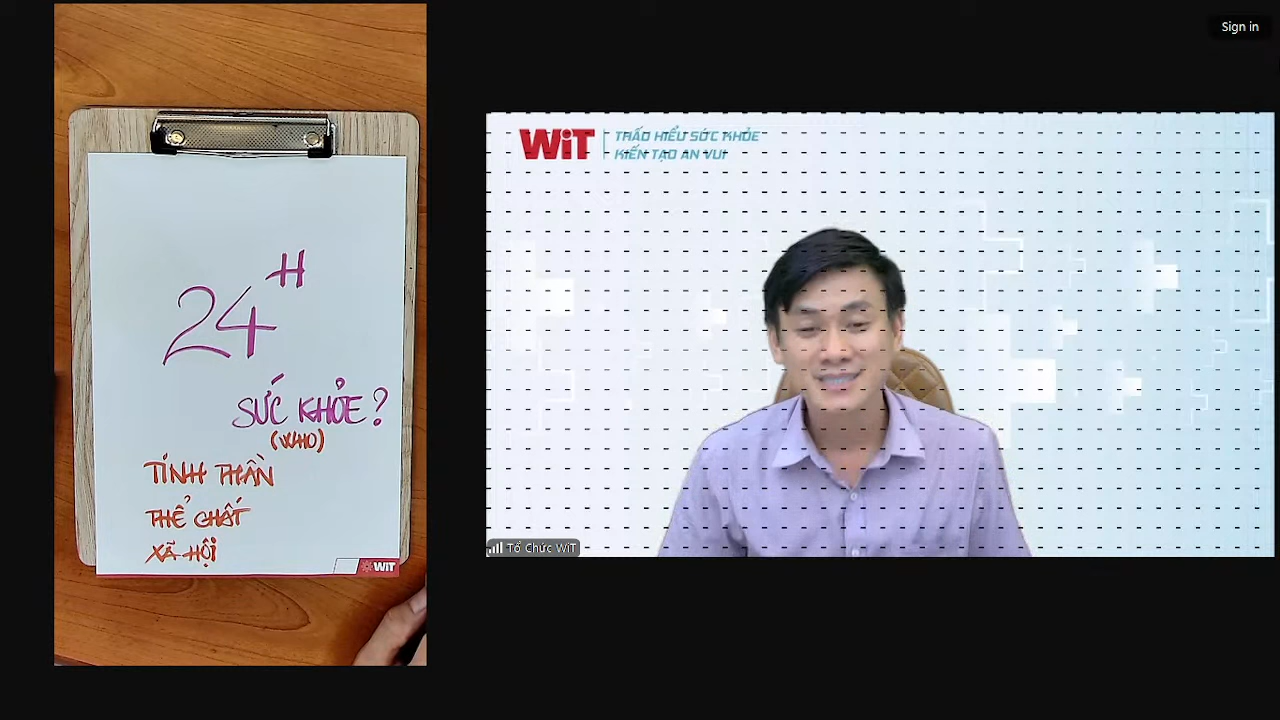 24H
SỨC KHỎE?
(WHO)
TINH THẦN
THỂ CHẤT
XÃ HỘI
WiT
WiT
THẤU HIỂU SỨC KHỎE
KIẾN TẠO AN VUI
Tổ Chức WiT
Sign in